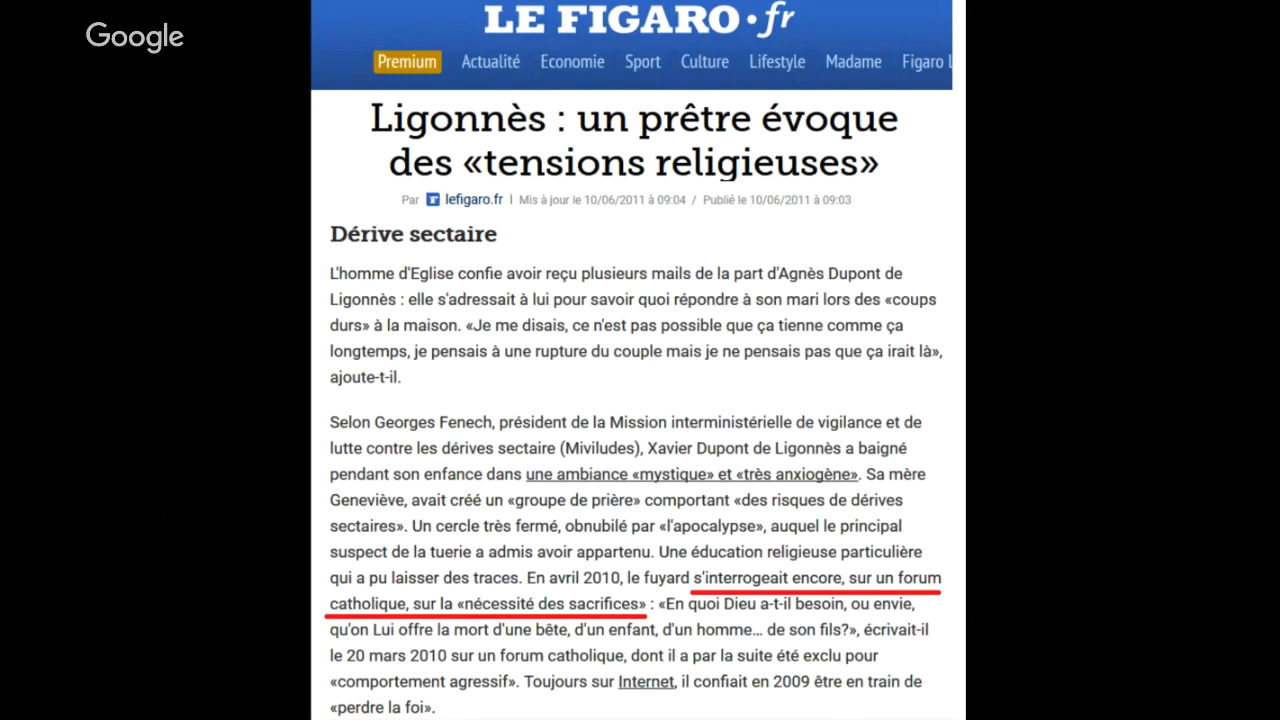 Google
LE FIGARO·fr
Premium Actualité Economie Sport Culture Lifestyle Madame Figaro
Ligonnès : un prêtre évoque
des «tensions religieuses»
Par lefigaro.fr | Mis à jour le 10/06/2011 à 09:04 / Publié le 10/06/2011 à 09:03
Dérive sectaire
L'homme d'Eglise confie avoir reçu plusieurs mails de la part d'Agnès Dupont de
Ligonnès : elle s'adressait à lui pour savoir quoi répondre à son mari lors des «coups
durs» à la maison. «Je me disais, ce n'est pas possible que ça tienne comme ça
longtemps, je pensais à une rupture du couple mais je ne pensais pas que ça irait là»,
ajoute-t-il.
Selon Georges Fenech, président de la Mission interministérielle de vigilance et de
lutte contre les dérives sectaire (Miviludes), Xavier Dupont de Ligonnès a baigné
pendant son enfance dans une ambiance «mystique» et «très anxiogène». Sa mère
Geneviève, avait créé un «groupe de prière» comportant «des risques de dérives
sectaires». Un cercle très fermé, obnubilé par «l'apocalypse», auquel le principal
suspect de la tuerie a admis avoir appartenu. Une éducation religieuse particulière
qui a pu laisser des traces. En avril 2010, le fuyard s'interrogeait encore, sur un forum
catholique, sur la «nécessité des sacrifices» : «En quoi Dieu a-t-il besoin, ou envie,
qu'on Lui offre la mort d'une bête, d'un enfant, d'un homme... de son fils?», écrivait-il
le 20 mars 2010 sur un forum catholique, dont il a par la suite été exclu pour
«comportement agressif». Toujours sur Internet, il confiait en 2009 être en train de
«perdre la foi».